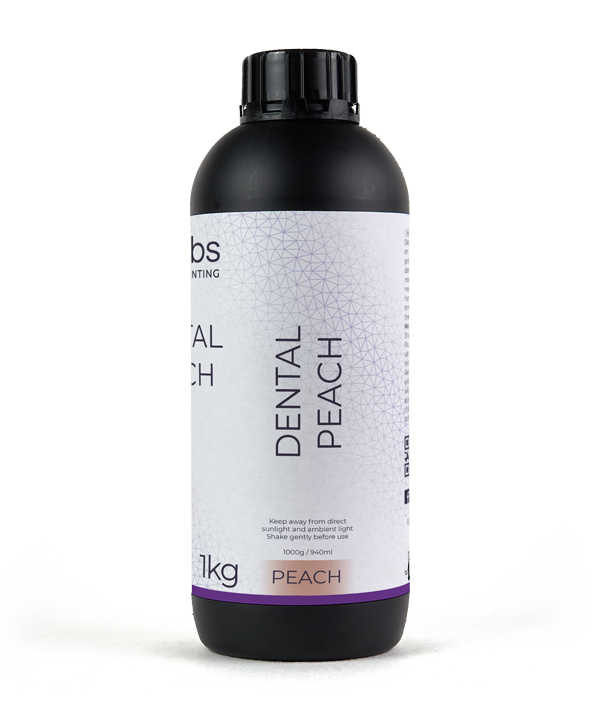 bs
NTING
TAL
CH
DENTAL
PEACH
Keep away from direct
sunlight and ambient light
Shake gently before use
1000g / 940ml
1kg
PEACH